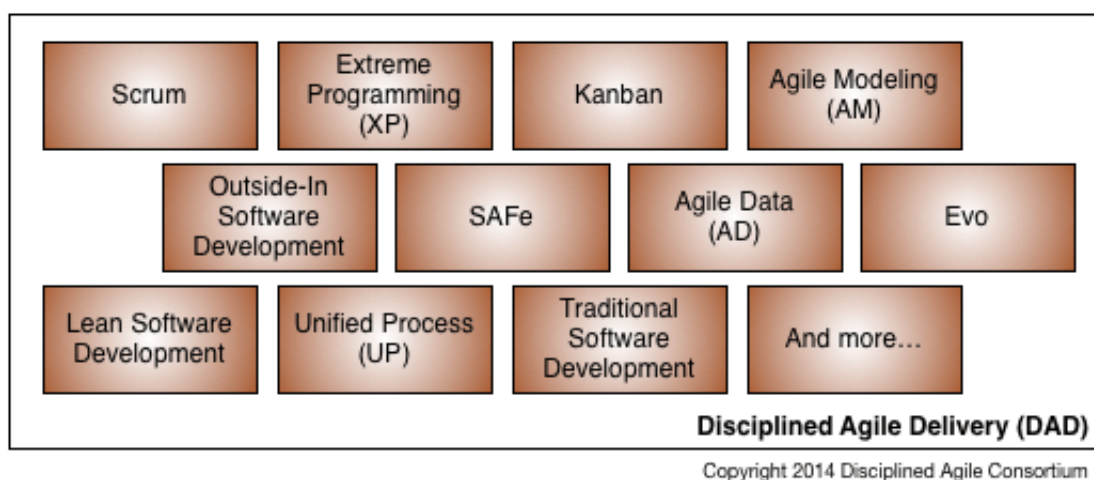 Scrum
Extreme
Programming
(XP)
Kanban
Agile Modeling
(AM)
Outside-In
Software
Development
SAFe
Agile Data
(AD)
Evo
Lean Software
Development
Unified Process
(UP)
Traditional
Software
Development
And more…
Disciplined Agile Delivery (DAD)
Copyright 2014 Disciplined Agile Consortium